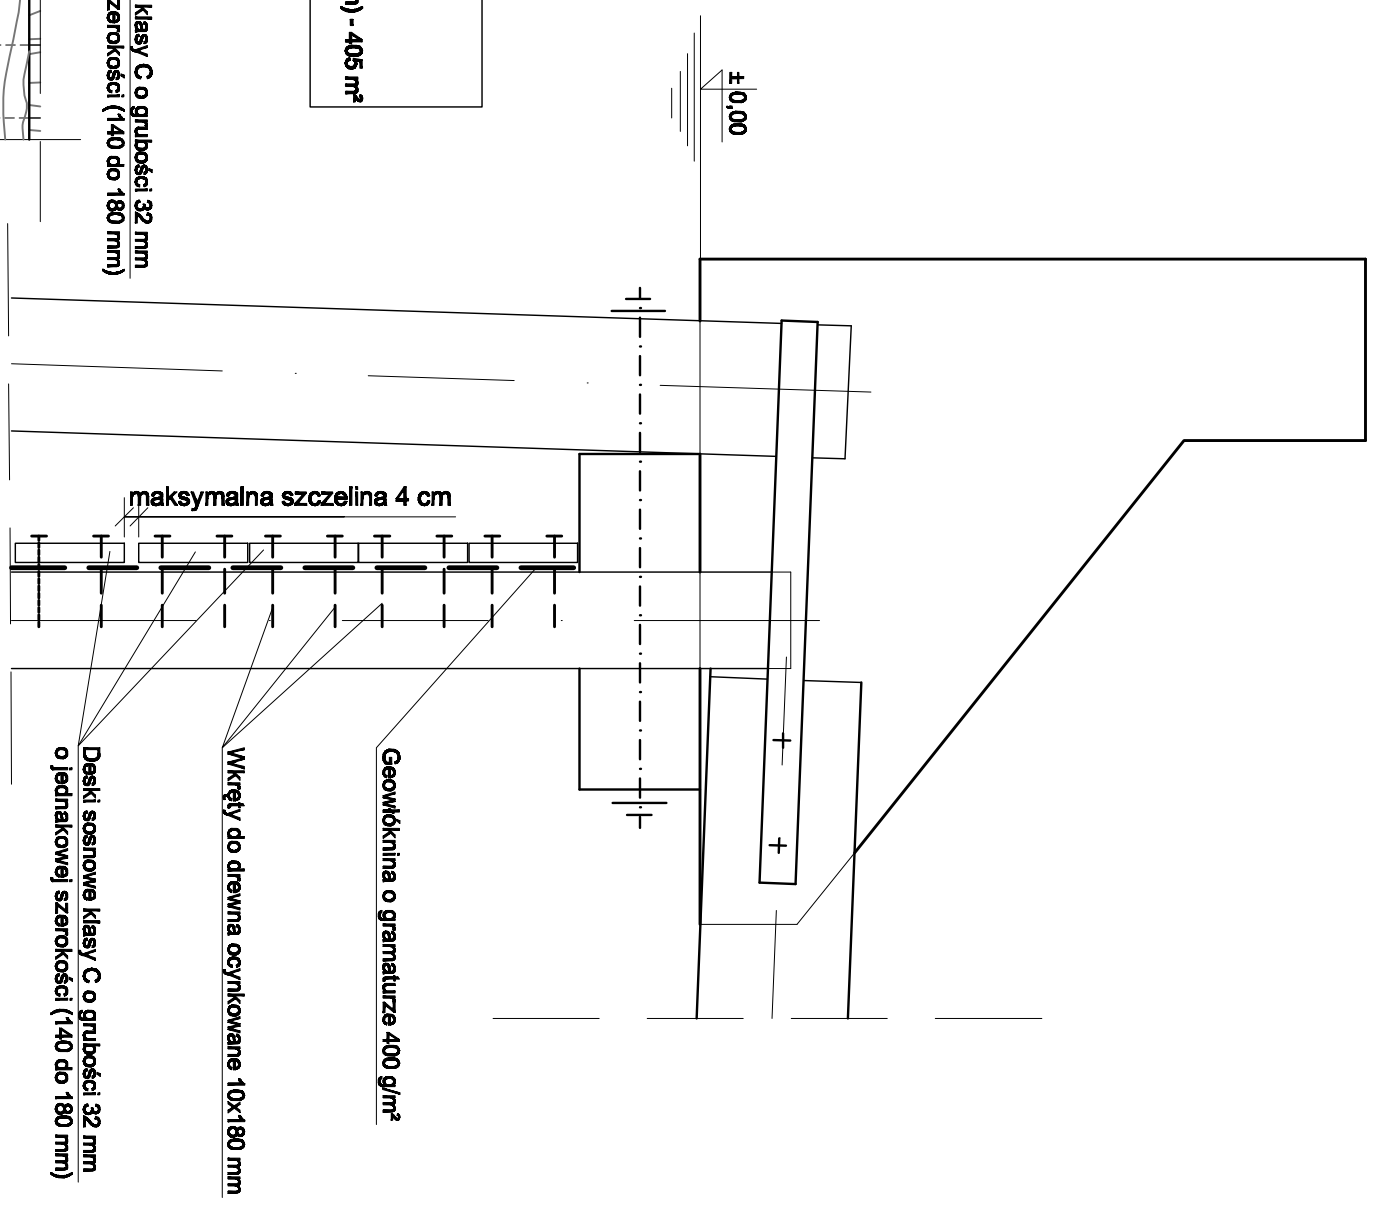 klasy C o grubości 32 mm
zerokości (140 do 180 mm)
) - 405 m²
±0,00
maksymalna szczelina 4 cm
Geowłóknina o gramaturze 400 g/m²
Wkręty do drewna ocynkowane 10x180 mm
Deski sosnowe klasy C o grubości 32 mm
o jednakowej szerokości (140 do 180 mm)